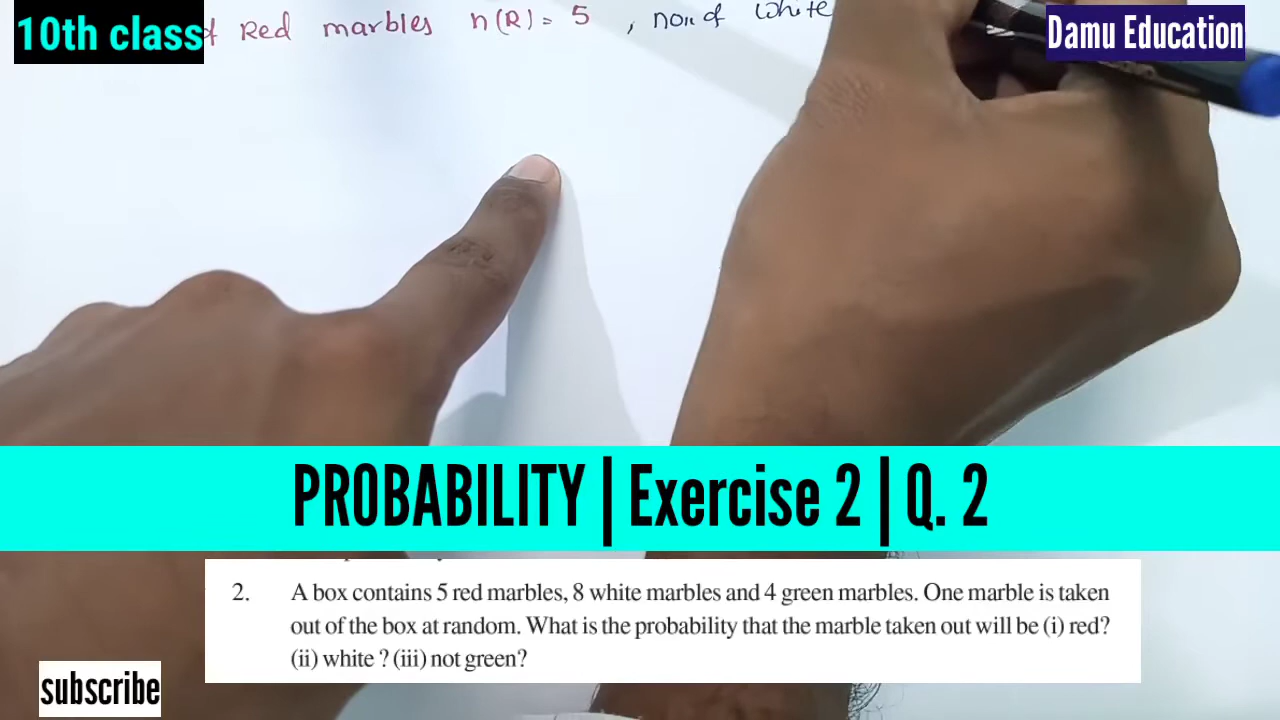 10th class
f Red marbles n(R) = 5 , no. of white
Damu Education
PROBABILITY | Exercise 2 | Q. 2
2. A box contains 5 red marbles, 8 white marbles and 4 green marbles. One marble is taken
out of the box at random. What is the probability that the marble taken out will be (i) red?
(ii) white ? (iii) not green?
subscribe